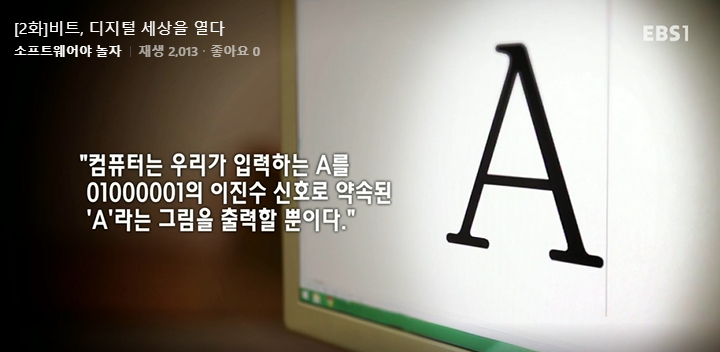 [2화]비트, 디지털 세상을 열다
소프트웨어야 놀자 | 재생 2,013 · 좋아요 0
EBS1
A
"컴퓨터는 우리가 입력하는 A를
01000001의 이진수 신호로 약속된
'A'라는 그림을 출력할 뿐이다."